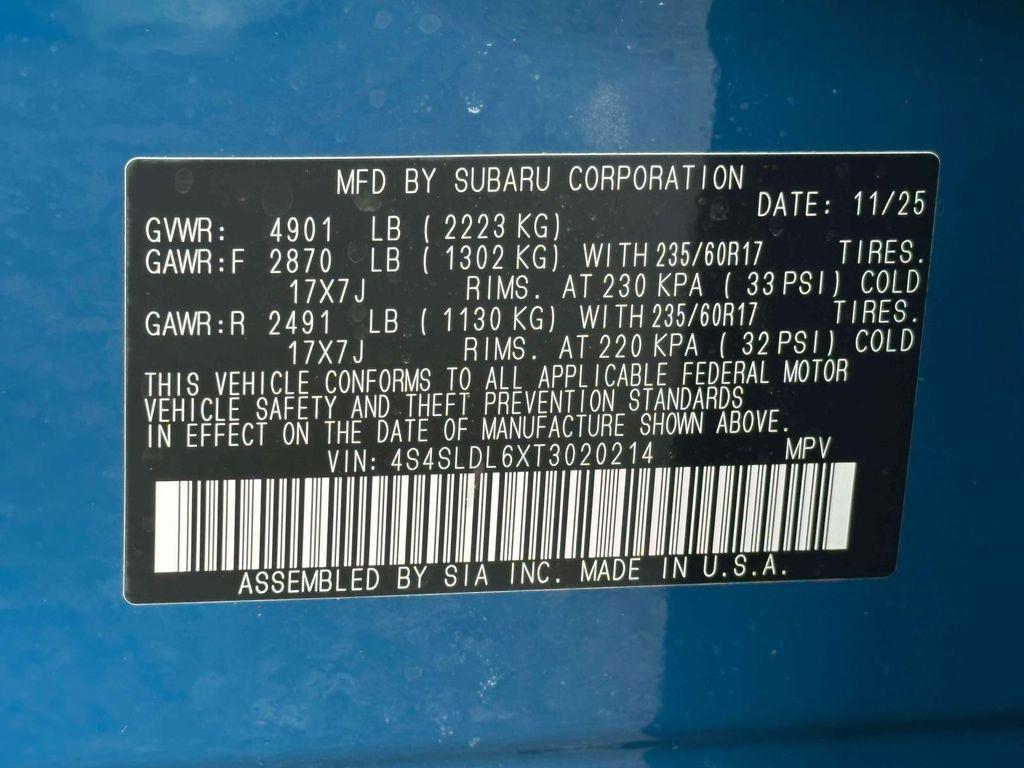 MFD BY SUBARU CORPORATION
DATE: 11/25
GVWR: 4901 LB ( 2223 KG)
GAWR:F 2870 LB ( 1302 KG) WITH 235/60R17 TIRES.
17X7J RIMS. AT 230 KPA ( 33 PSI) COLD
GAWR:R 2491 LB ( 1130 KG) WITH 235/60R17 TIRES.
17X7J RIMS. AT 220 KPA ( 32 PSI) COLD
THIS VEHICLE CONFORMS TO ALL APPLICABLE FEDERAL MOTOR
VEHICLE SAFETY AND THEFT PREVENTION STANDARDS
IN EFFECT ON THE DATE OF MANUFACTURE SHOWN ABOVE.
VIN: 4S4SLDL6XT3020214 MPV
ASSEMBLED BY SIA INC. MADE IN U.S.A.